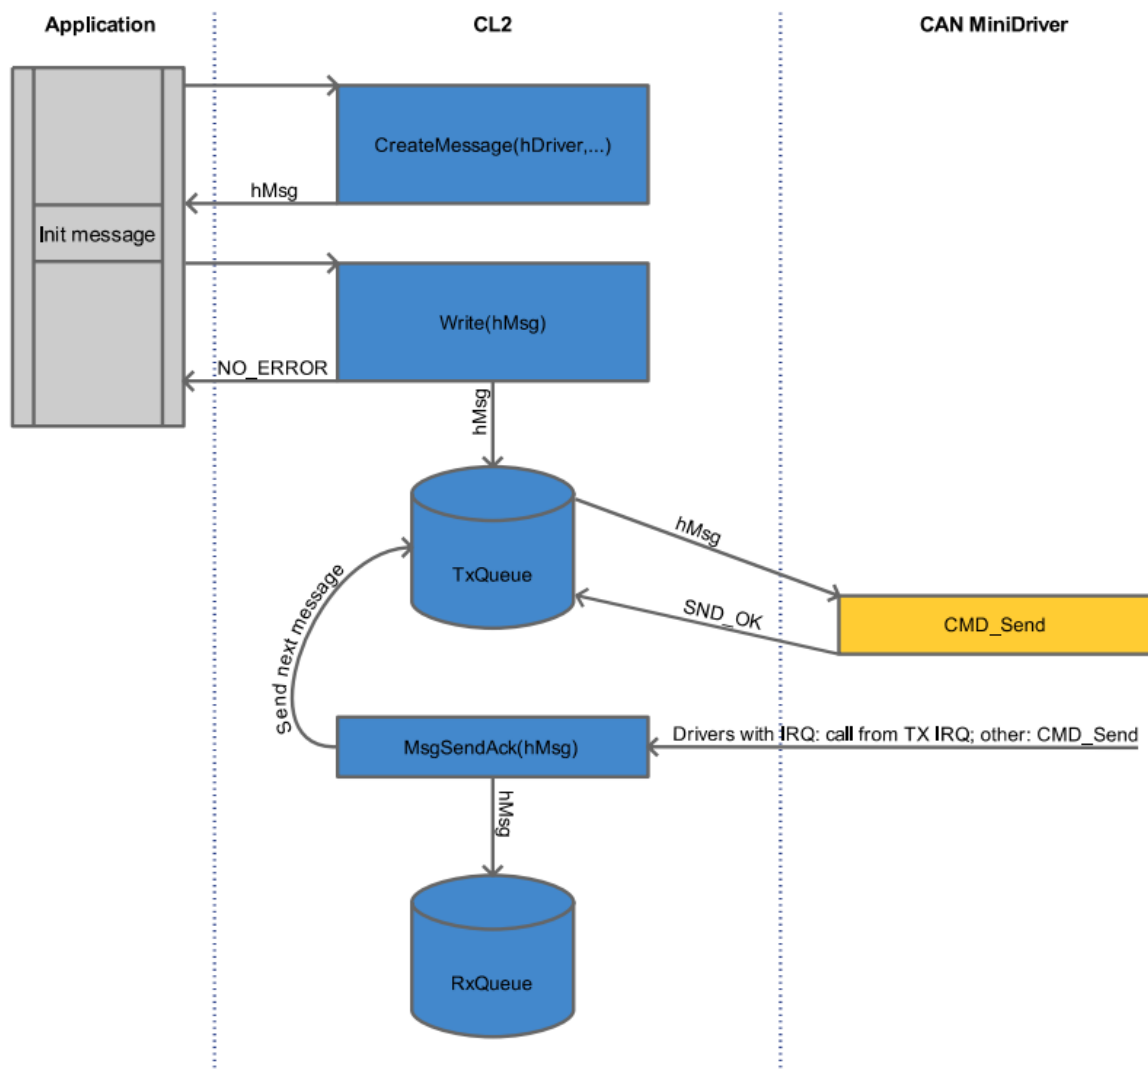 Application
CL2
CAN MiniDriver
CreateMessage(hDriver,...)
hMsg
Init message
Write(hMsg)
NO_ERROR
hMsg
hMsg
TxQueue
SND_OK
CMD_Send
Send next message
Drivers with IRQ: call from TX IRQ; other: CMD_Send
MsgSendAck(hMsg)
hMsg
RxQueue